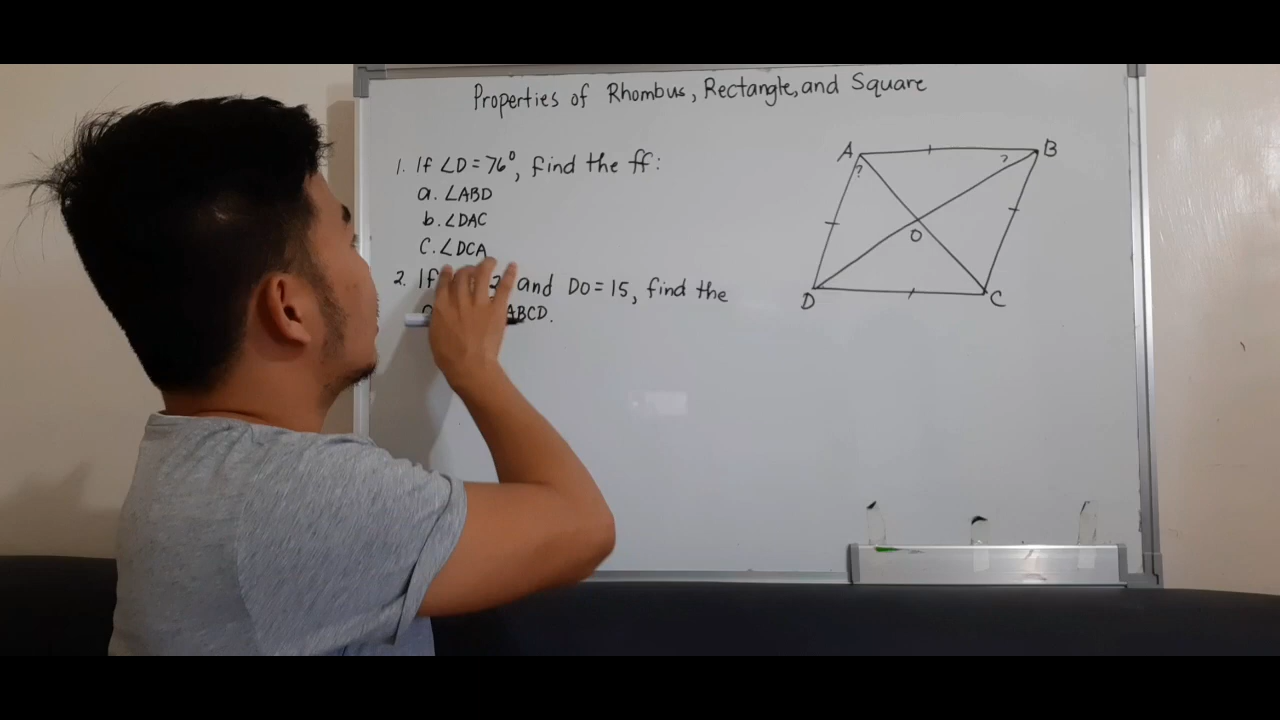 Properties of Rhombus, Rectangle, and Square
1. If ∠D = 76°, find the ff:
a. ∠ABD
b. ∠DAC
c. ∠DCA
2. If and DO = 15, find the
ABCD.
A
B
?
?
O
D
C